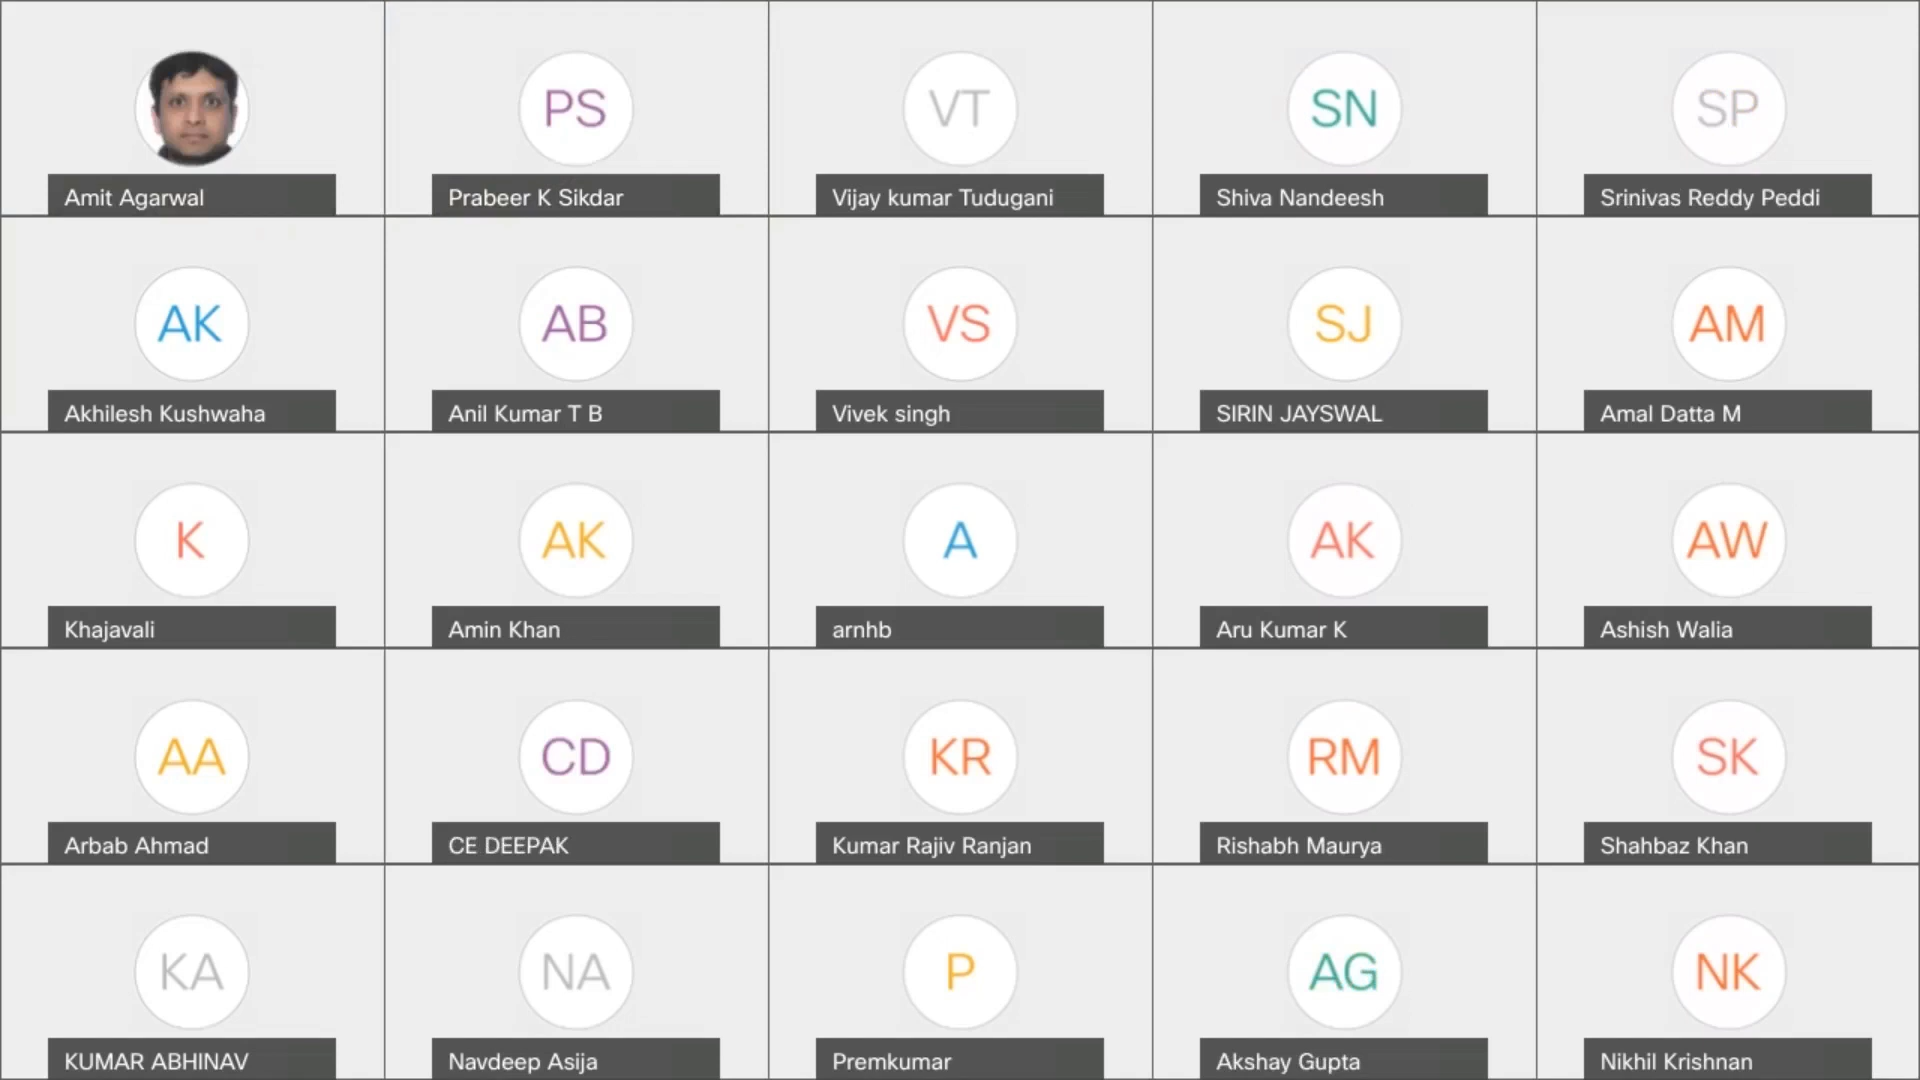 PS
VT
SN
SP
Amit Agarwal
Prabeer K Sikdar
Vijay kumar Tudugani
Shiva Nandeesh
Srinivas Reddy Peddi
AK
AB
VS
SJ
AM
Akhilesh Kushwaha
Anil Kumar T B
Vivek singh
SIRIN JAYSWAL
Amal Datta M
K
AK
A
AK
AW
Khajavali
Amin Khan
arnhb
Aru Kumar K
Ashish Walia
AA
CD
KR
RM
SK
Arbab Ahmad
CE DEEPAK
Kumar Rajiv Ranjan
Rishabh Maurya
Shahbaz Khan
KA
NA
P
AG
NK
KUMAR ABHINAV
Navdeep Asija
Premkumar
Akshay Gupta
Nikhil Krishnan